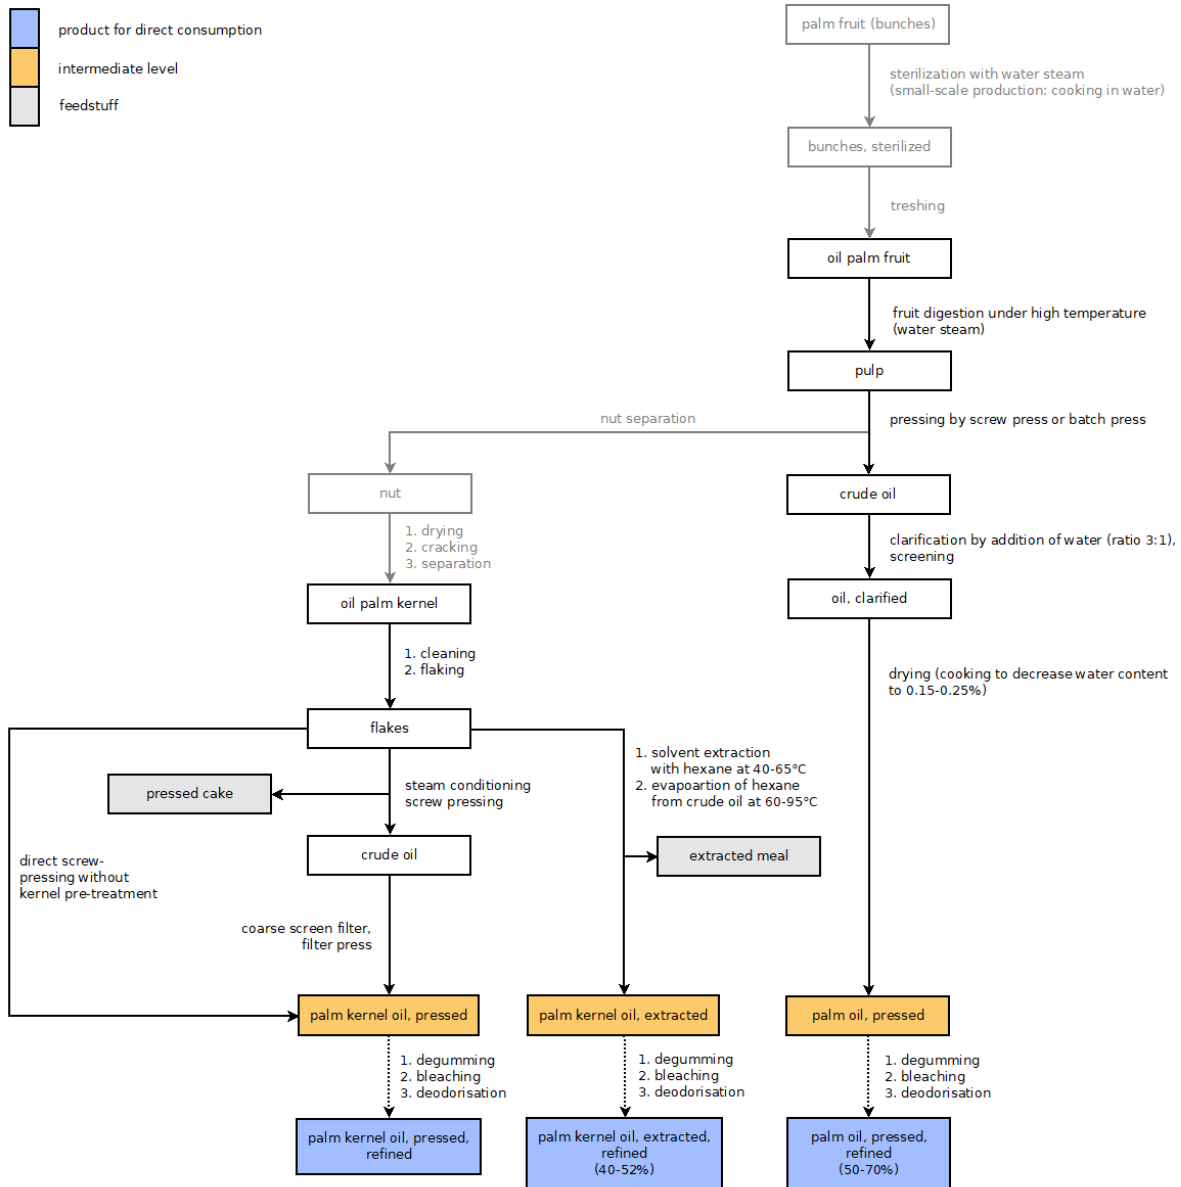 product for direct consumption
intermediate level
feedstuff
palm fruit (bunches)
sterilization with water steam
(small-scale production: cooking in water)
bunches, sterilized
treshing
oil palm fruit
fruit digestion under high temperature
(water steam)
pulp
nut separation
pressing by screw press or batch press
nut
crude oil
1. drying
2. cracking
3. separation
clarification by addition of water (ratio 3:1),
screening
oil palm kernel
oil, clarified
1. cleaning
2. flaking
drying (cooking to decrease water content
to 0.15-0.25%)
flakes
1. solvent extraction
with hexane at 40-65°C
2. evapoartion of hexane
from crude oil at 60-95°C
steam conditioning
screw pressing
pressed cake
crude oil
extracted meal
direct screw-
pressing without
kernel pre-treatment
coarse screen filter,
filter press
palm kernel oil, pressed
palm kernel oil, extracted
palm oil, pressed
1. degumming
2. bleaching
3. deodorisation
1. degumming
2. bleaching
3. deodorisation
1. degumming
2. bleaching
3. deodorisation
palm kernel oil, pressed,
refined
palm kernel oil, extracted,
refined
(40-52%)
palm oil, pressed,
refined
(50-70%)